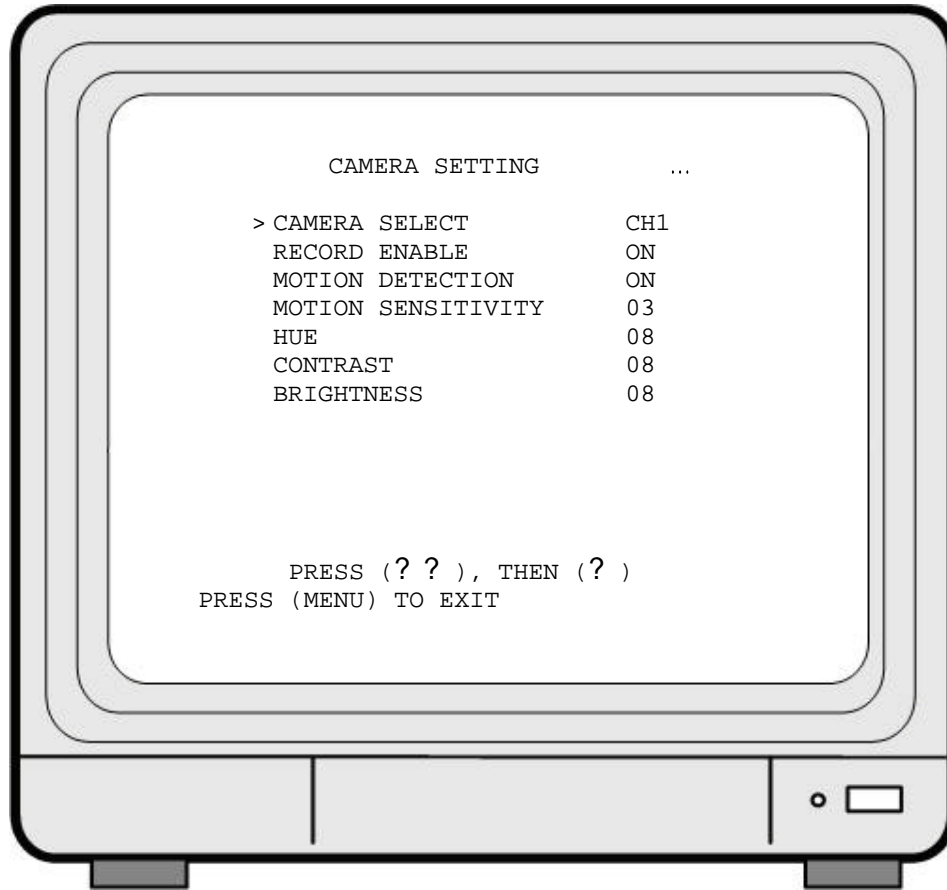 CAMERA SETTING ...
> CAMERA SELECT CH1
RECORD ENABLE ON
MOTION DETECTION ON
MOTION SENSITIVITY 03
HUE 08
CONTRAST 08
BRIGHTNESS 08
PRESS (? ? ), THEN (? )
PRESS (MENU) TO EXIT